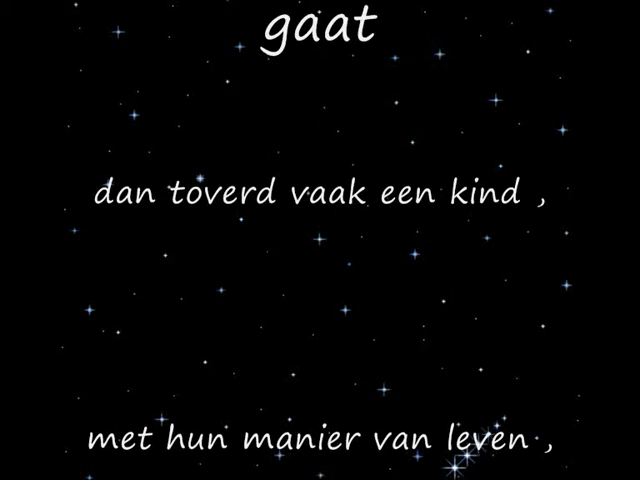 gaat
dan toverd vaak een kind ,
met hun manier van leven ,